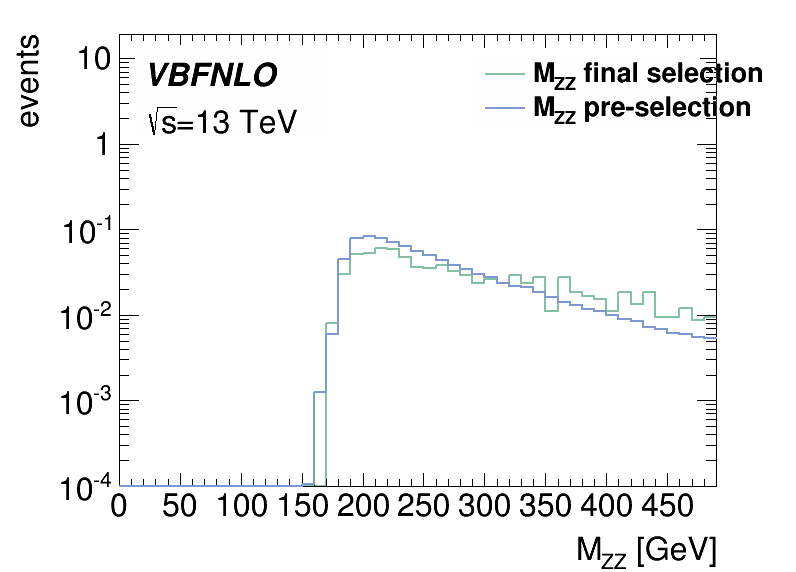 events
10
1
10⁻¹
10⁻²
10⁻³
10⁻⁴
VBFNLO
√s=13 TeV
M_ZZ final selection
M_ZZ pre-selection
0 50 100 150 200 250 300 350 400 450
M_ZZ [GeV]